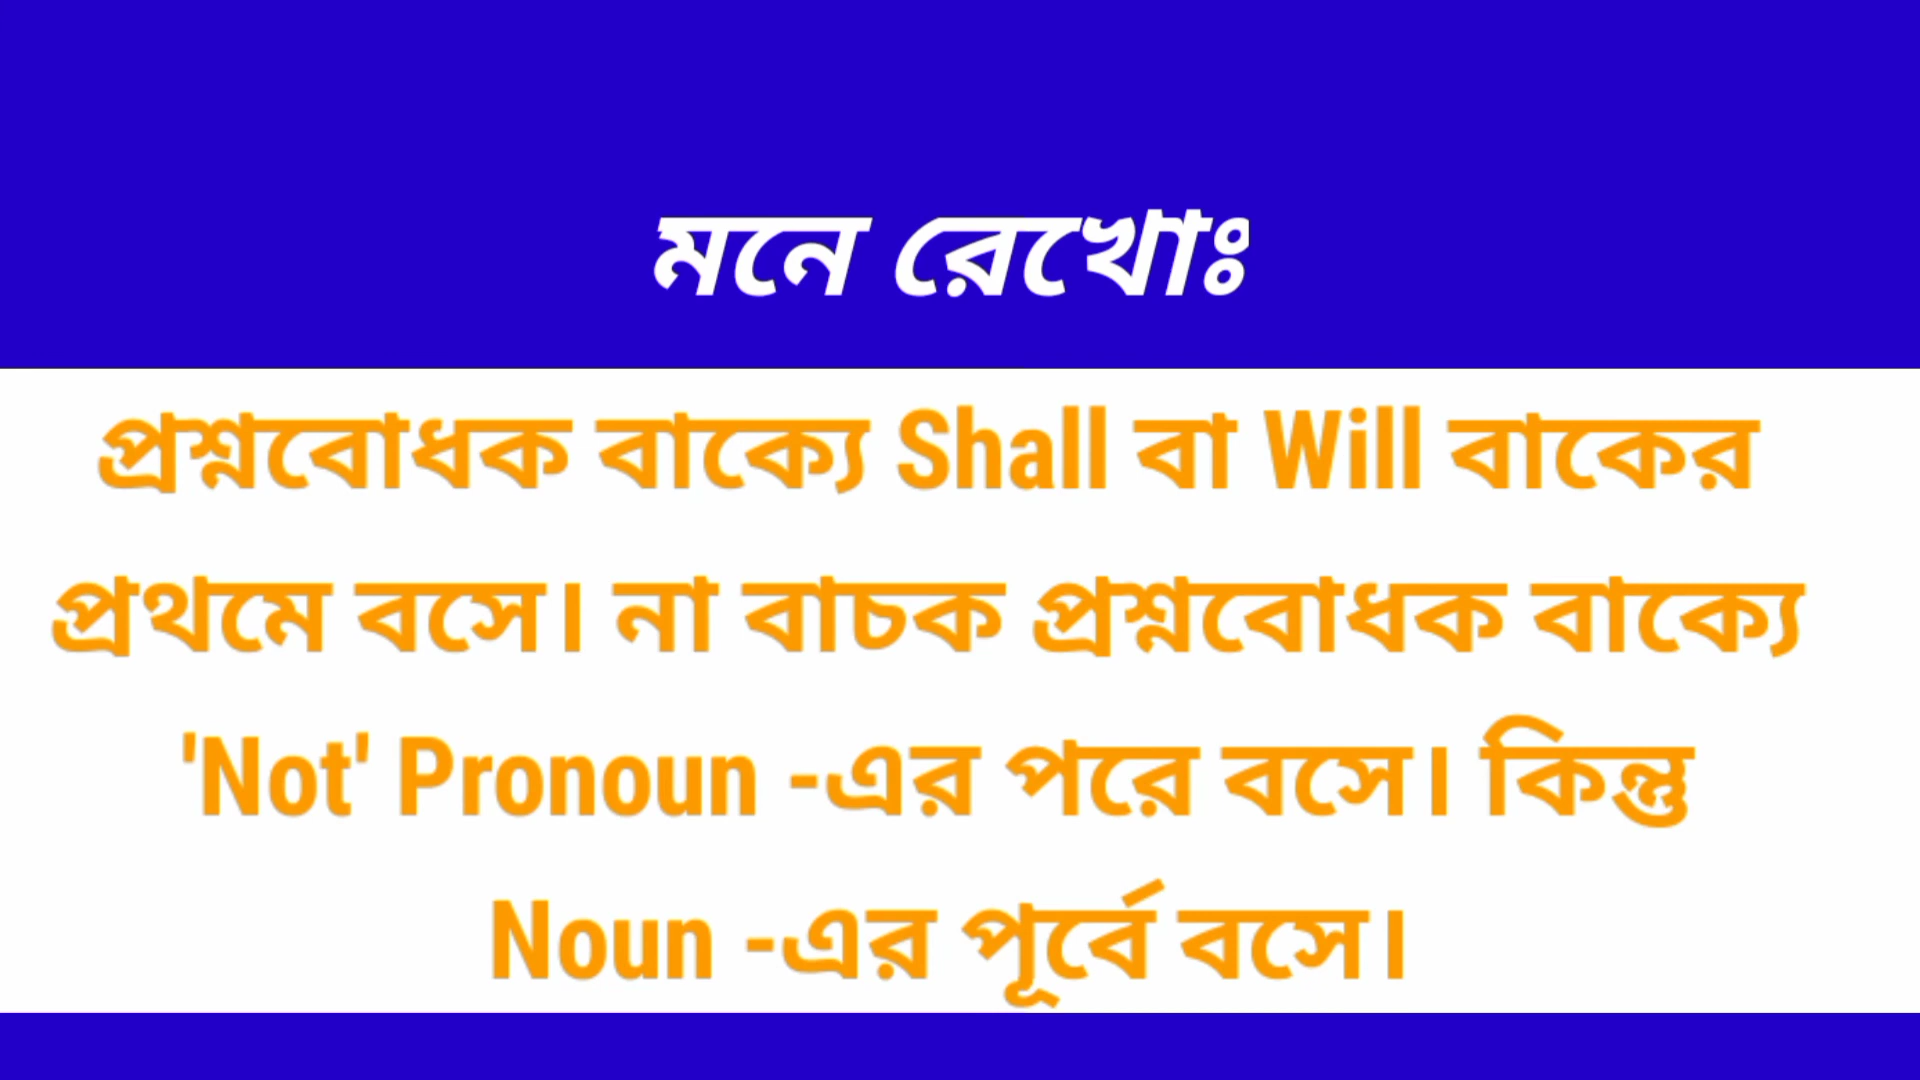 মনে রেখোঃ
প্রশ্নবোধক বাক্যে Shall বা Will বাকের
প্রথমে বসে। না বাচক প্রশ্নবোধক বাক্যে
'Not' Pronoun -এর পরে বসে। কিন্তু
Noun -এর পূর্বে বসে।